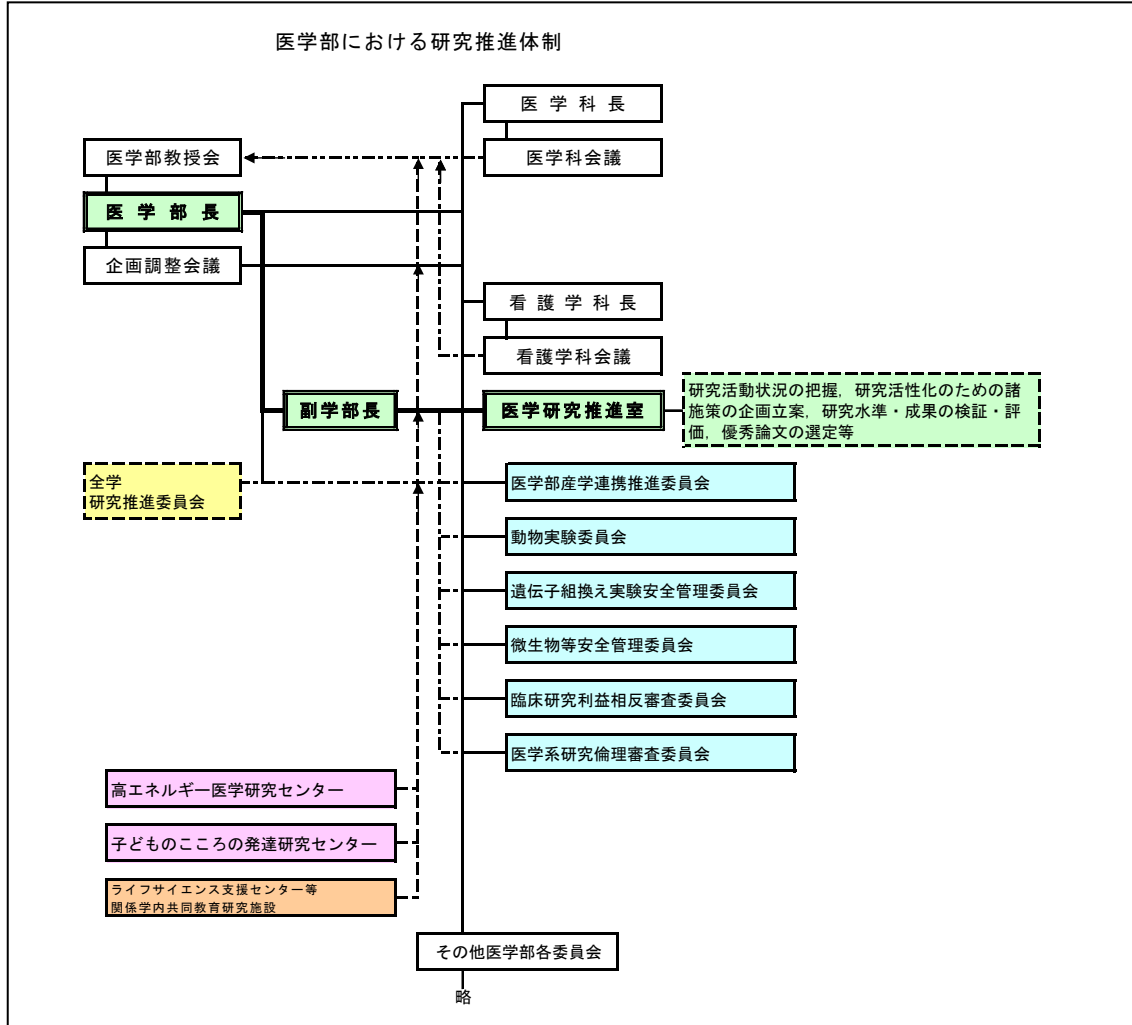 医学部における研究推進体制
医学科長
医学部教授会
医学科会議
医学部長
企画調整会議
看護学科長
看護学科会議
副学部長
医学研究推進室
研究活動状況の把握，研究活性化のための諸
施策の企画立案，研究水準・成果の検証・評
価，優秀論文の選定等
全学
研究推進委員会
医学部産学連携推進委員会
動物実験委員会
遺伝子組換え実験安全管理委員会
微生物等安全管理委員会
臨床研究利益相反審査委員会
医学系研究倫理審査委員会
高エネルギー医学研究センター
子どものこころの発達研究センター
ライフサイエンス支援センター等
関係学内共同教育研究施設
その他医学部各委員会
略